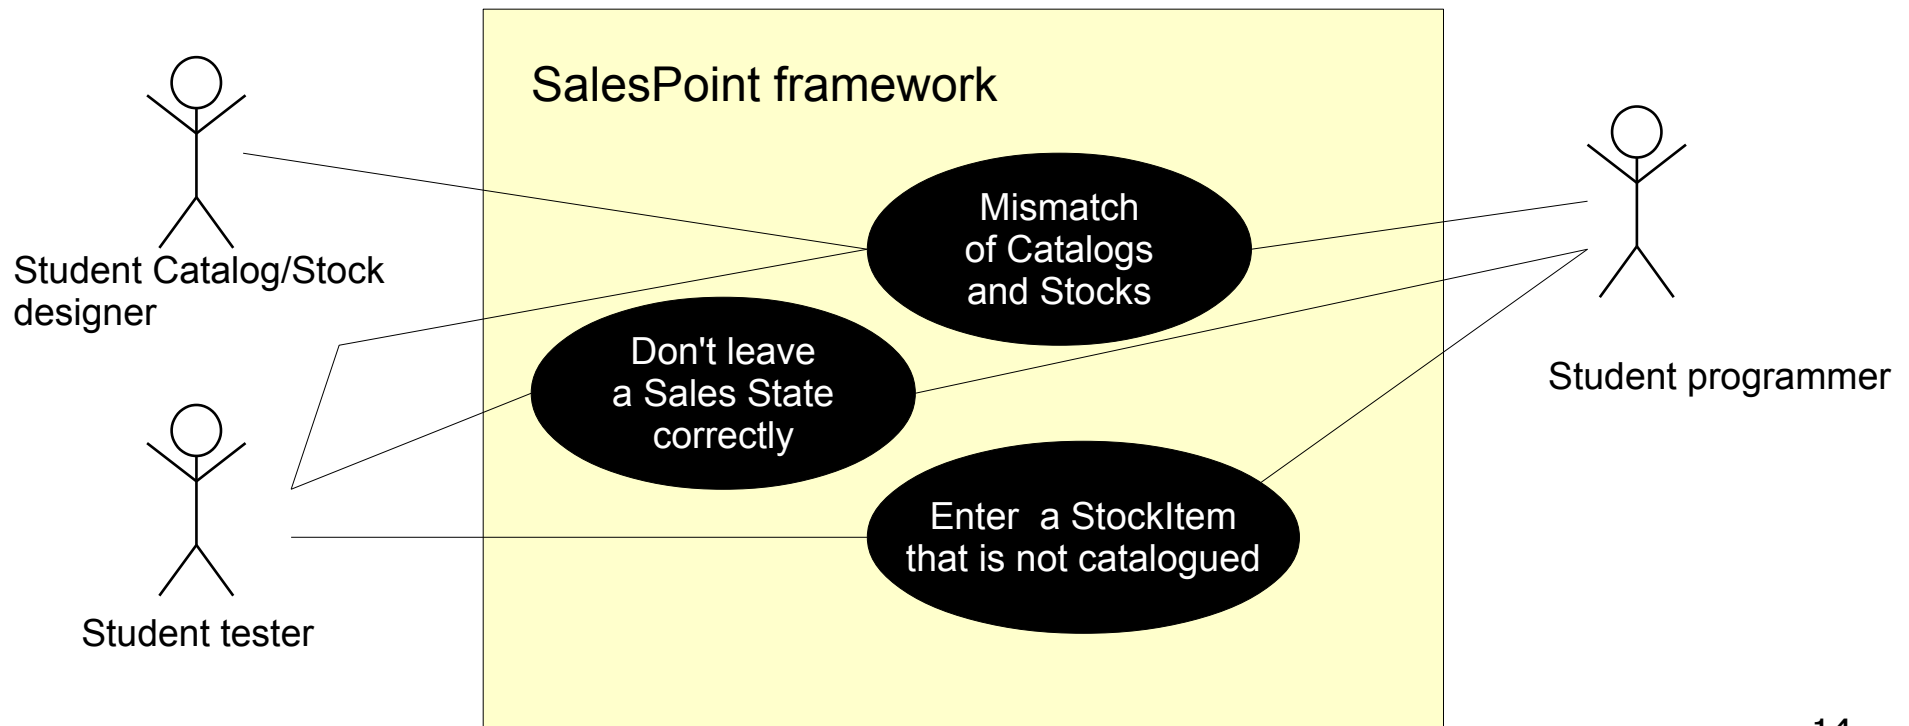 SalesPoint framework
Mismatch
of Catalogs
and Stocks
Student Catalog/Stock
designer
Don't leave
a Sales State
correctly
Student programmer
Enter  a StockItem
that is not catalogued
Student tester